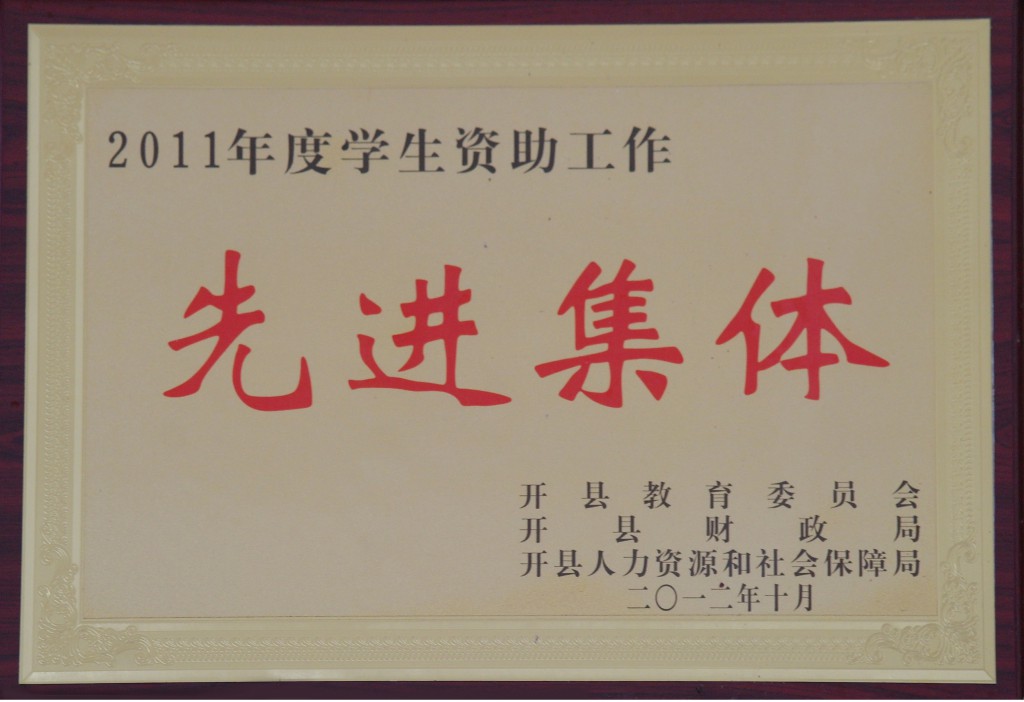 2011年度学生资助工作
先进集体
开县教育委员会
开县财政局
开县人力资源和社会保障局
二〇一二年十月